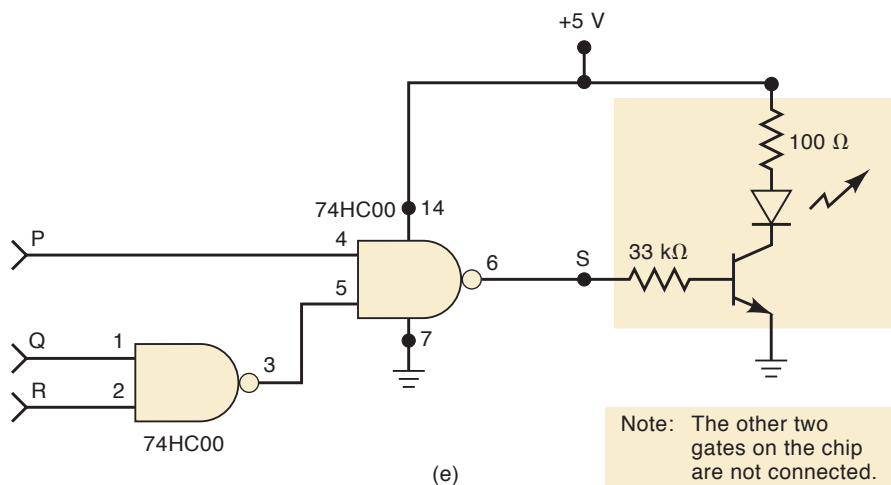 +5 V
100 Ω
74HC00
14
P
4
6
S
33 kΩ
5
7
Q
1
3
R
2
74HC00
(e)
Note: The other two
gates on the chip
are not connected.